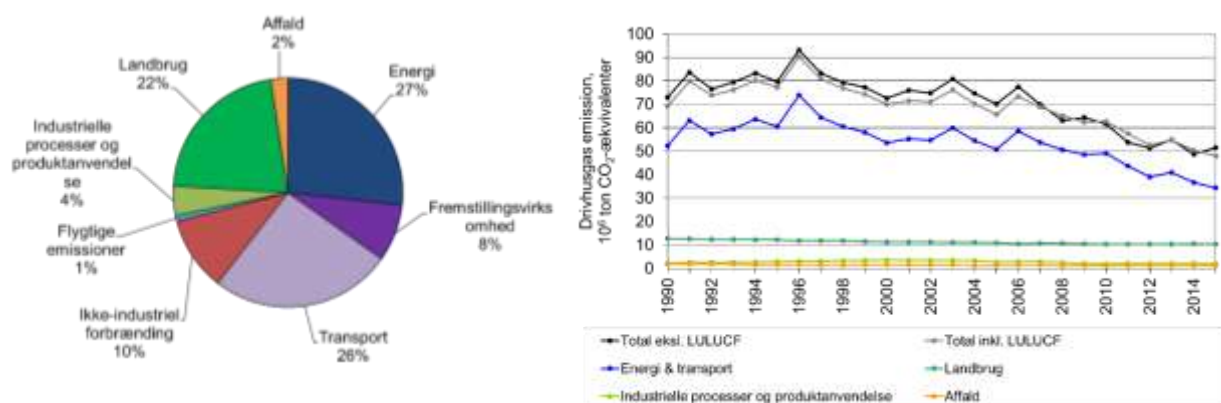 Affald
2%
Landbrug
22%
Energi
27%
Industrielle
processer og
produktanvendel
se
4%
Fremstillingsvirks
omhed
8%
Flygtige
emissioner
1%
Ikke-industriel
forbrænding
10%
Transport
26%
Drivhusgas emission,
10⁶ ton CO₂-ækvivalenter
100
90
80
70
60
50
40
30
20
10
0
1990
1992
1994
1996
1998
2000
2002
2004
2006
2008
2010
2012
2014
Total eksl. LULUCF
Total inkl. LULUCF
Energi & transport
Landbrug
Industrielle processer og produktanvendelse
Affald